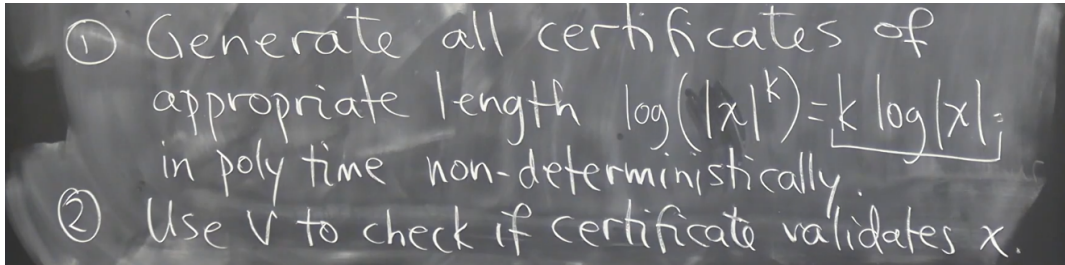 ① Generate all certificates of
appropriate length log(|x|^k) = k log|x|.
in poly time non-deterministically.
② Use V to check if certificate validates x.